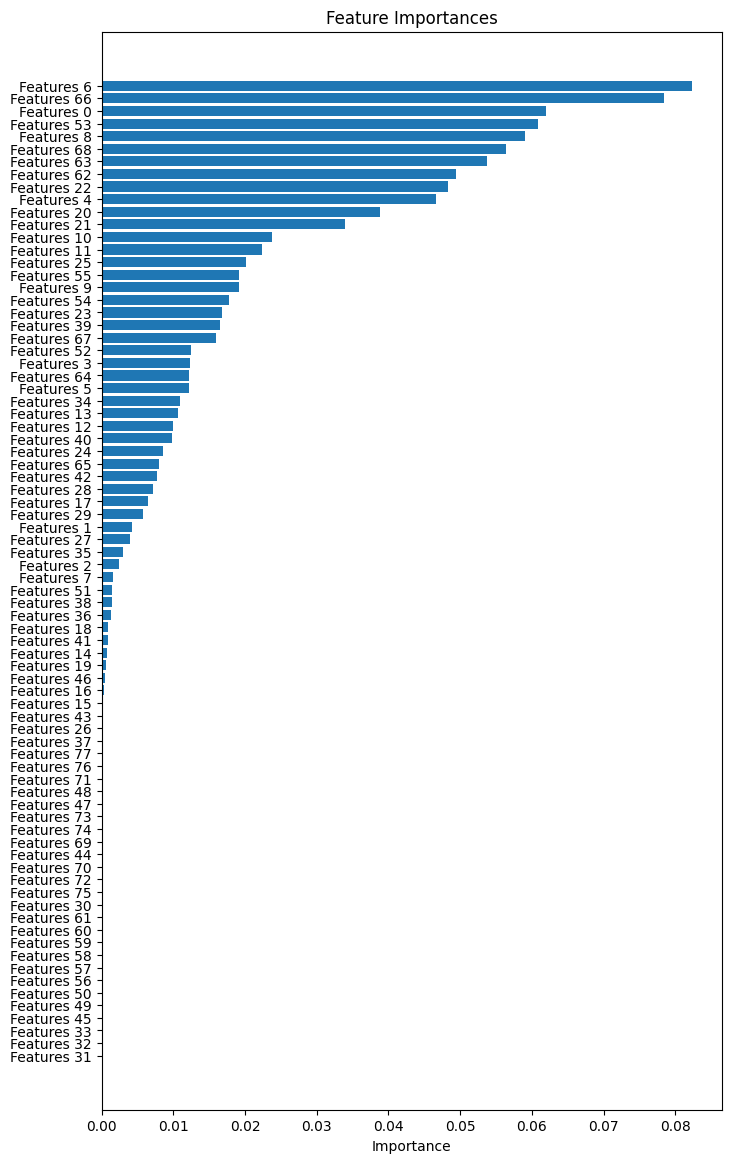 Feature Importances
Features 6
Features 66
Features 0
Features 53
Features 8
Features 68
Features 63
Features 62
Features 22
Features 4
Features 20
Features 21
Features 10
Features 11
Features 25
Features 55
Features 9
Features 54
Features 23
Features 39
Features 67
Features 52
Features 3
Features 64
Features 5
Features 34
Features 13
Features 12
Features 40
Features 24
Features 65
Features 42
Features 28
Features 17
Features 29
Features 1
Features 27
Features 35
Features 2
Features 7
Features 51
Features 38
Features 36
Features 18
Features 41
Features 14
Features 19
Features 46
Features 16
Features 15
Features 43
Features 26
Features 37
Features 77
Features 76
Features 71
Features 48
Features 47
Features 73
Features 74
Features 69
Features 44
Features 70
Features 72
Features 75
Features 30
Features 61
Features 60
Features 59
Features 58
Features 57
Features 56
Features 50
Features 49
Features 45
Features 33
Features 32
Features 31
0.00 0.01 0.02 0.03 0.04 0.05 0.06 0.07 0.08
Importance